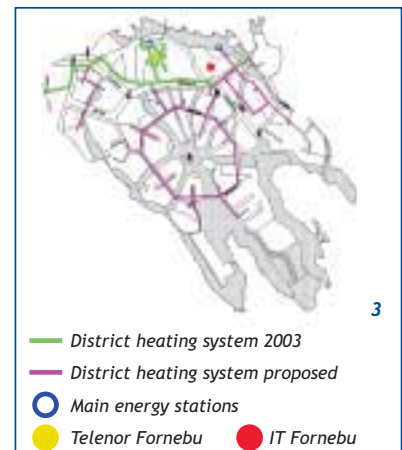 3
District heating system 2003
District heating system proposed
Main energy stations
Telenor Fornebu IT Fornebu